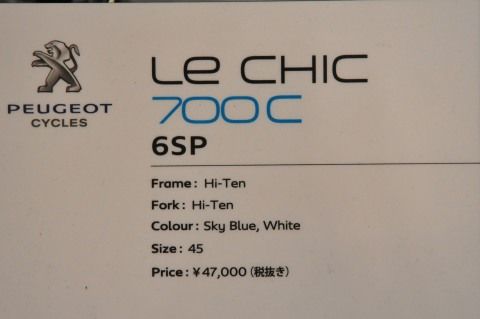 PEUGEOT
CYCLES
Le CHIC
700C
6SP
Frame: Hi-Ten
Fork: Hi-Ten
Colour: Sky Blue, White
Size: 45
Price: ¥47,000 (税抜き)